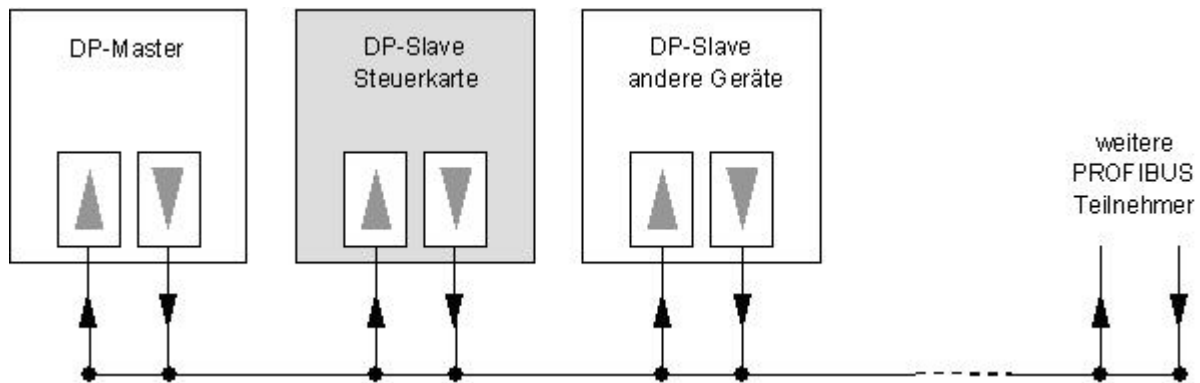 DP-Master
DP-Slave
Steuerkarte
DP-Slave
andere Geräte
weitere
PROFIBUS
Teilnehmer